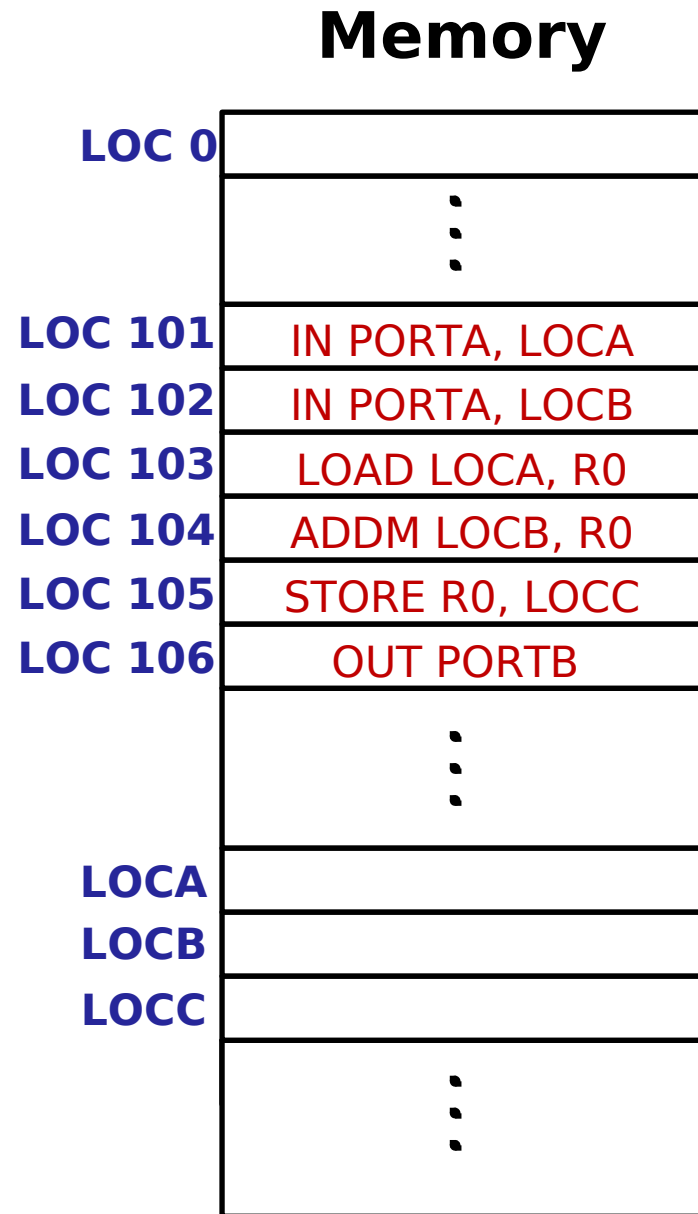 Memory
LOC 0
LOC 101 IN PORTA, LOCA
LOC 102 IN PORTA, LOCB
LOC 103 LOAD LOCA, R0
LOC 104 ADDM LOCB, R0
LOC 105 STORE R0, LOCC
LOC 106 OUT PORTB
LOCA
LOCB
LOCC